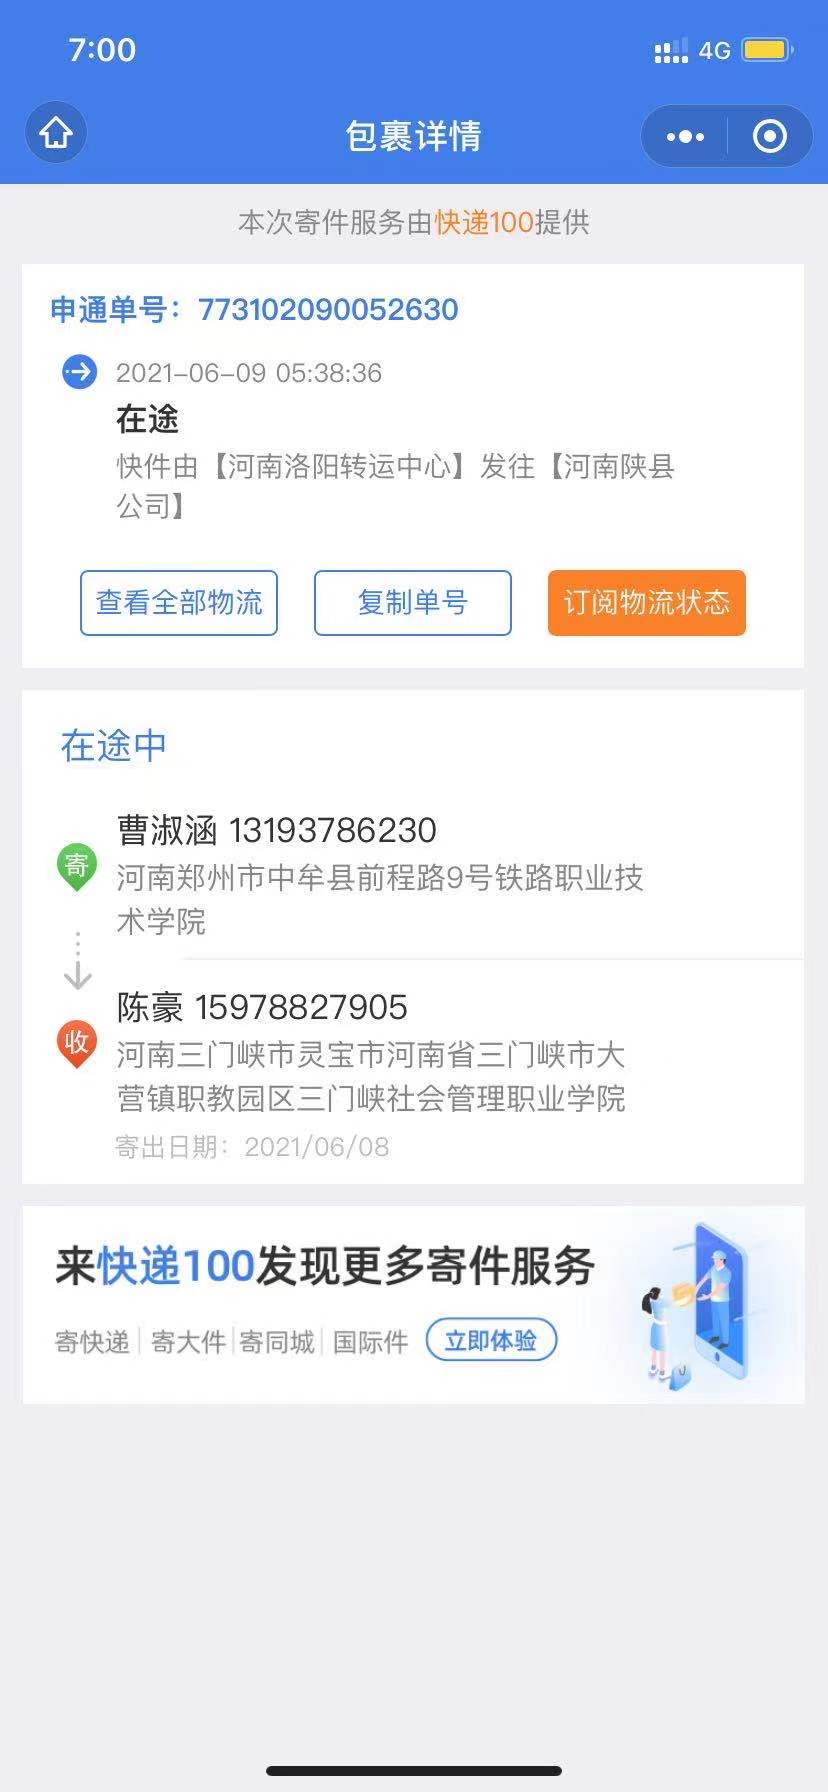 7:00
4G
包裹详情
本次寄件服务由快递100提供
申通单号：773102090052630
2021-06-09 05:38:36
在途
快件由【河南洛阳转运中心】发往【河南陕县
公司】
查看全部物流
复制单号
订阅物流状态
在途中
曹淑涵 13193786230
寄
河南郑州市中牟县前程路9号铁路职业技
术学院
陈豪 15978827905
收
河南三门峡市灵宝市河南省三门峡市大
营镇职教园区三门峡社会管理职业学院
寄出日期：2021/06/08
来快递100发现更多寄件服务
寄快递 | 寄大件 | 寄同城 | 国际件
立即体验